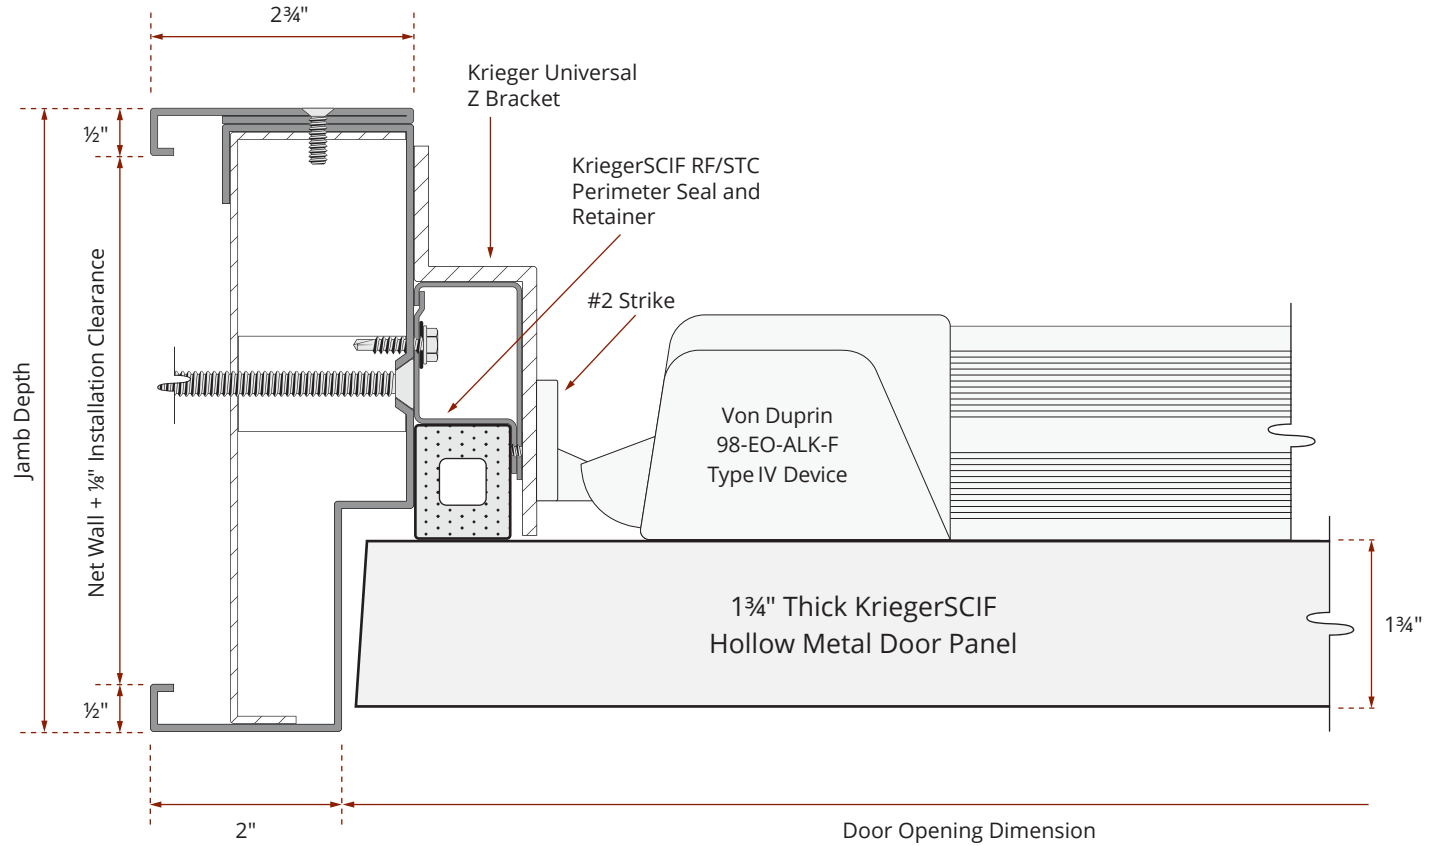 2¾"
Krieger Universal
Z Bracket
½"
KriegerSCIF RF/STC
Perimeter Seal and
Retainer
#2 Strike
Jamb Depth
Net Wall + ⅛" Installation Clearance
Von Duprin
98-EO-ALK-F
Type IV Device
1¾" Thick KriegerSCIF
Hollow Metal Door Panel
1¾"
½"
2"
Door Opening Dimension